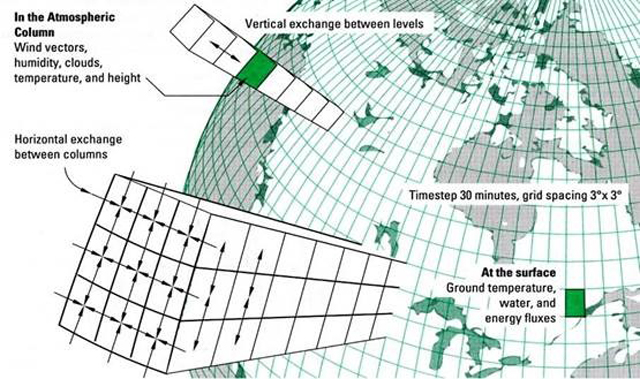 In the Atmospheric
Column
Wind vectors,
humidity, clouds,
temperature, and height
Vertical exchange between levels
Horizontal exchange
between columns
Timestep 30 minutes, grid spacing 3°x 3°
At the surface
Ground temperature,
water, and
energy fluxes